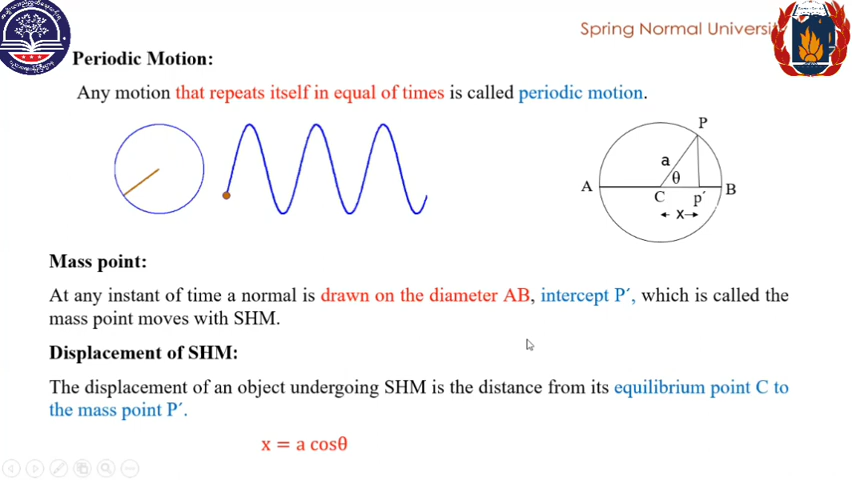 Spring Normal Universi
Periodic Motion:
Any motion that repeats itself in equal of times is called periodic motion.
P
a
θ
A
B
C
p´
x
Mass point:
At any instant of time a normal is drawn on the diameter AB, intercept P´, which is called the
mass point moves with SHM.
Displacement of SHM:
The displacement of an object undergoing SHM is the distance from its equilibrium point C to
the mass point P´.
x = a cosθ